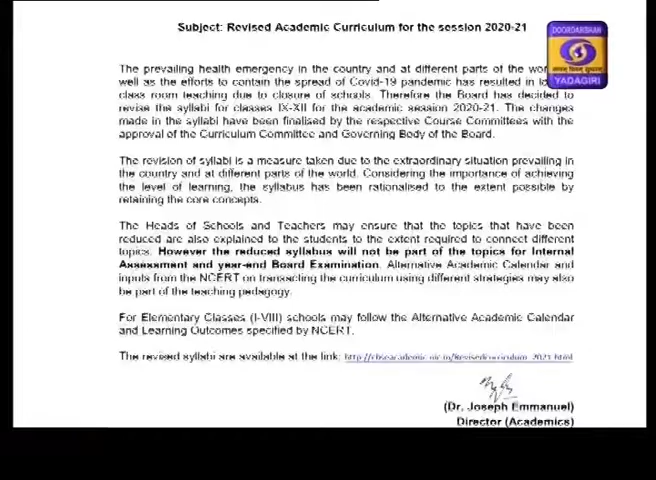 Subject: Revised Academic Curriculum for the session 2020-21
DOORDARSHAN
YADAGIRI
The prevailing health emergency in the country and at different parts of the
well as the efforts to contain the spread of Covid-19 pandemic has resulted in
class room teaching due to closure of schools. Therefore the Board has decided to
revise the syllabi for classes IX-XII for the academic session 2020-21. The changes
made in the syllabi have been finalised by the respective Course Committees with the
approval of the Curriculum Committee and Governing Body of the Board.
The revision of syllabi is a measure taken due to the extraordinary situation prevailing in
the country and at different parts of the world. Considering the importance of achieving
the level of learning, the syllabus has been rationalised to the extent possible by
retaining the core concepts.
The Heads of Schools and Teachers may ensure that the topics that have been
reduced are also explained to the students to the extent required to connect different
topics. However the reduced syllabus will not be part of the topics for Internal
Assessment and year-end Board Examination. Alternative Academic Calendar and
inputs from the NCERT on transacting the curriculum using different strategies may also
be part of the teaching pedagogy.
For Elementary Classes (I-VIII) schools may follow the Alternative Academic Calendar
and Learning Outcomes specified by NCERT.
The revised syllabi are available at the link: http://cbseacademic.nic.in/Revisedcurriculum_2021.html
(Dr. Joseph Emmanuel)
Director (Academics)